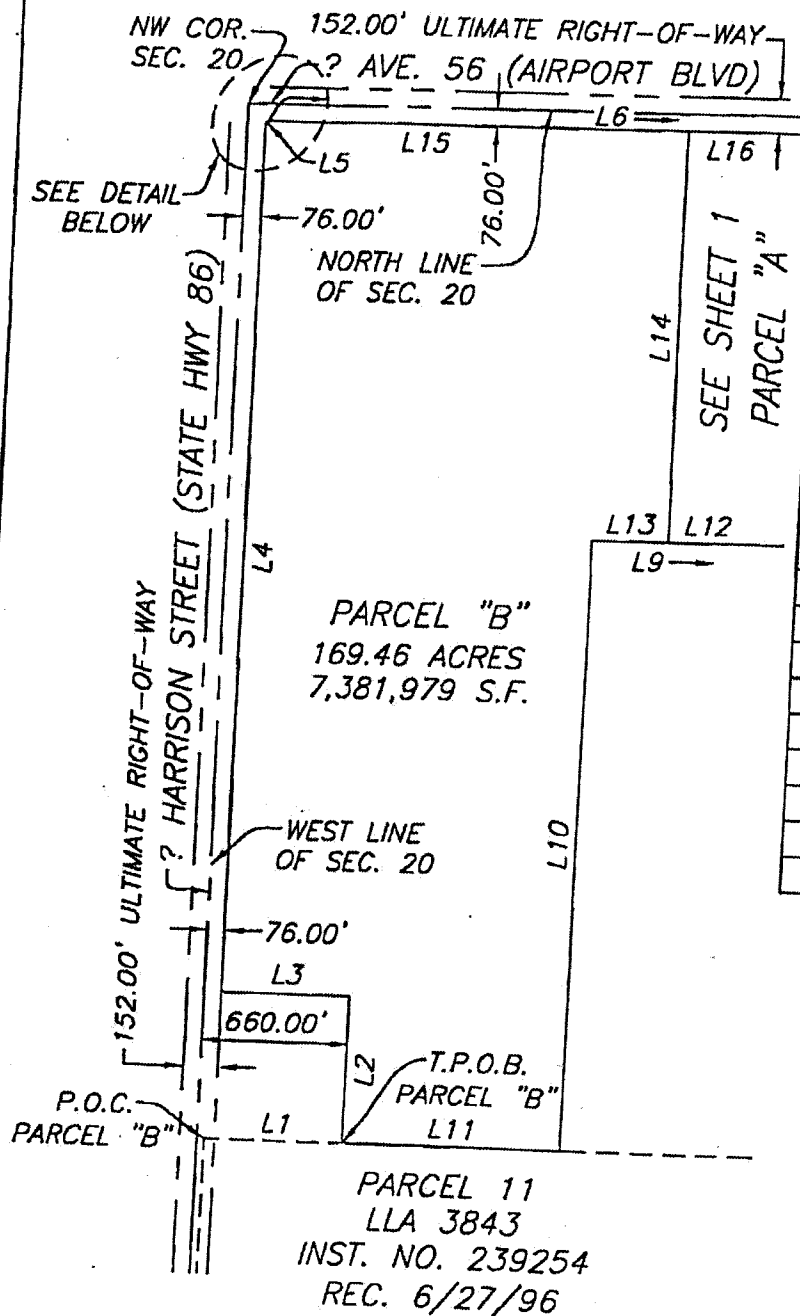 NW COR.
SEC. 20
152.00' ULTIMATE RIGHT-OF-WAY
? AVE. 56 (AIRPORT BLVD)
L6
L15
L16
L5
SEE DETAIL
BELOW
76.00'
76.00'
NORTH LINE
OF SEC. 20
L14
SEE SHEET 1
PARCEL "A"
L13
L12
L9
L4
? HARRISON STREET (STATE HWY 86)
152.00' ULTIMATE RIGHT-OF-WAY
PARCEL "B"
169.46 ACRES
7,381,979 S.F.
L10
WEST LINE
OF SEC. 20
76.00'
L3
660.00'
L2
T.P.O.B.
PARCEL "B"
P.O.C.
PARCEL "B"
L1
L11
PARCEL 11
LLA 3843
INST. NO. 239254
REC. 6/27/96